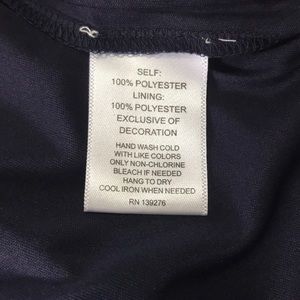 SELF:
100% POLYESTER
LINING:
100% POLYESTER
EXCLUSIVE OF
DECORATION
HAND WASH COLD
WITH LIKE COLORS
ONLY NON-CHLORINE
BLEACH IF NEEDED
HANG TO DRY
COOL IRON WHEN NEEDED
RN 139276